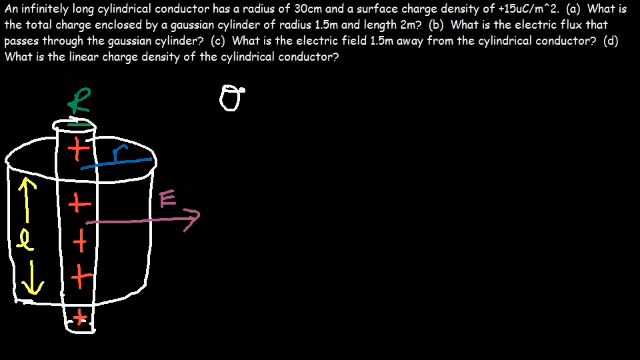 An infinitely long cylindrical conductor has a radius of 30cm and a surface charge density of +15uC/m^2. (a) What is
the total charge enclosed by a gaussian cylinder of radius 1.5m and length 2m? (b) What is the electric flux that
passes through the gaussian cylinder? (c) What is the electric field 1.5m away from the cylindrical conductor? (d)
What is the linear charge density of the cylindrical conductor?
R
σ
+
r
+
E
+
l
+
+